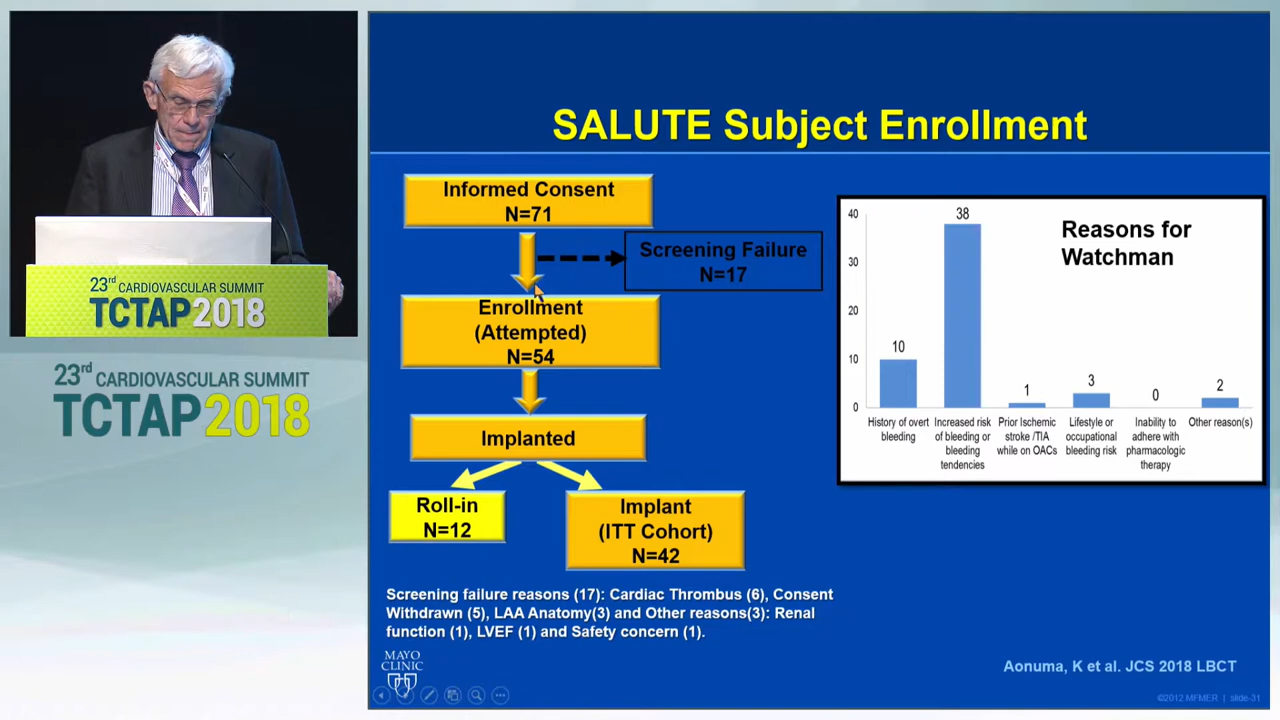 SALUTE Subject Enrollment
Informed Consent
N=71
Screening Failure
N=17
Enrollment
(Attempted)
N=54
Implanted
Roll-in
N=12
Implant
(ITT Cohort)
N=42
Screening failure reasons (17): Cardiac Thrombus (6), Consent
Withdrawn (5), LAA Anatomy(3) and Other reasons(3): Renal
function (1), LVEF (1) and Safety concern (1).
Reasons for
Watchman
40
30
20
10
0
10
38
1
3
0
2
History of overt
bleeding
Increased risk
of bleeding or
bleeding
tendencies
Prior Ischemic
stroke /TIA
while on OACs
Lifestyle or
occupational
bleeding risk
Inability to
adhere with
pharmacologic
therapy
Other reason(s)
MAYO
CLINIC
Aonuma, K et al. JCS 2018 LBCT
©2012 MFMER | slide-31
23rd
CARDIOVASCULAR SUMMIT
TCTAP2018
23rd CARDIOVASCULAR SUMMIT
TCTAP2018